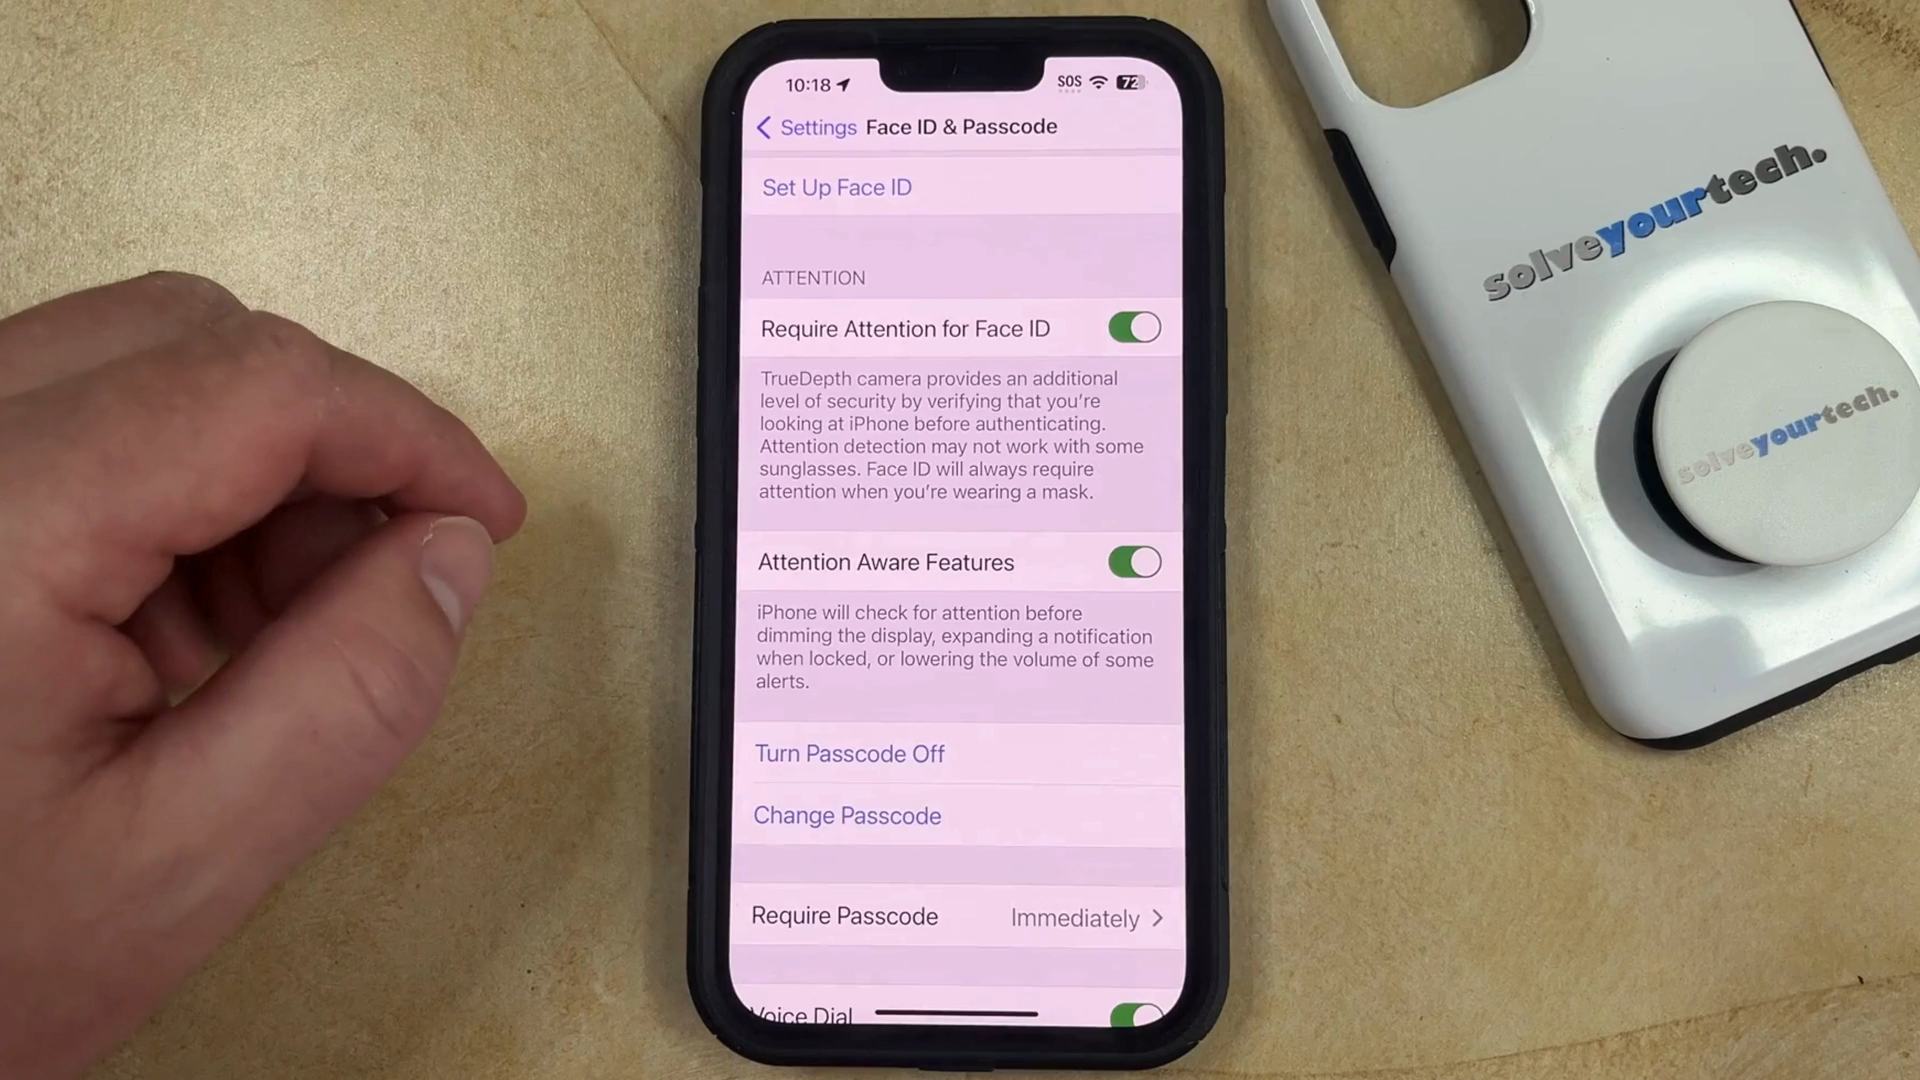 10:18 SOS 72
Settings Face ID & Passcode
Set Up Face ID
ATTENTION
Require Attention for Face ID
TrueDepth camera provides an additional
level of security by verifying that you're
looking at iPhone before authenticating.
Attention detection may not work with some
sunglasses. Face ID will always require
attention when you're wearing a mask.
Attention Aware Features
iPhone will check for attention before
dimming the display, expanding a notification
when locked, or lowering the volume of some
alerts.
Turn Passcode Off
Change Passcode
Require Passcode Immediately
Voice Dial
solveyourtech.
solveyourtech.